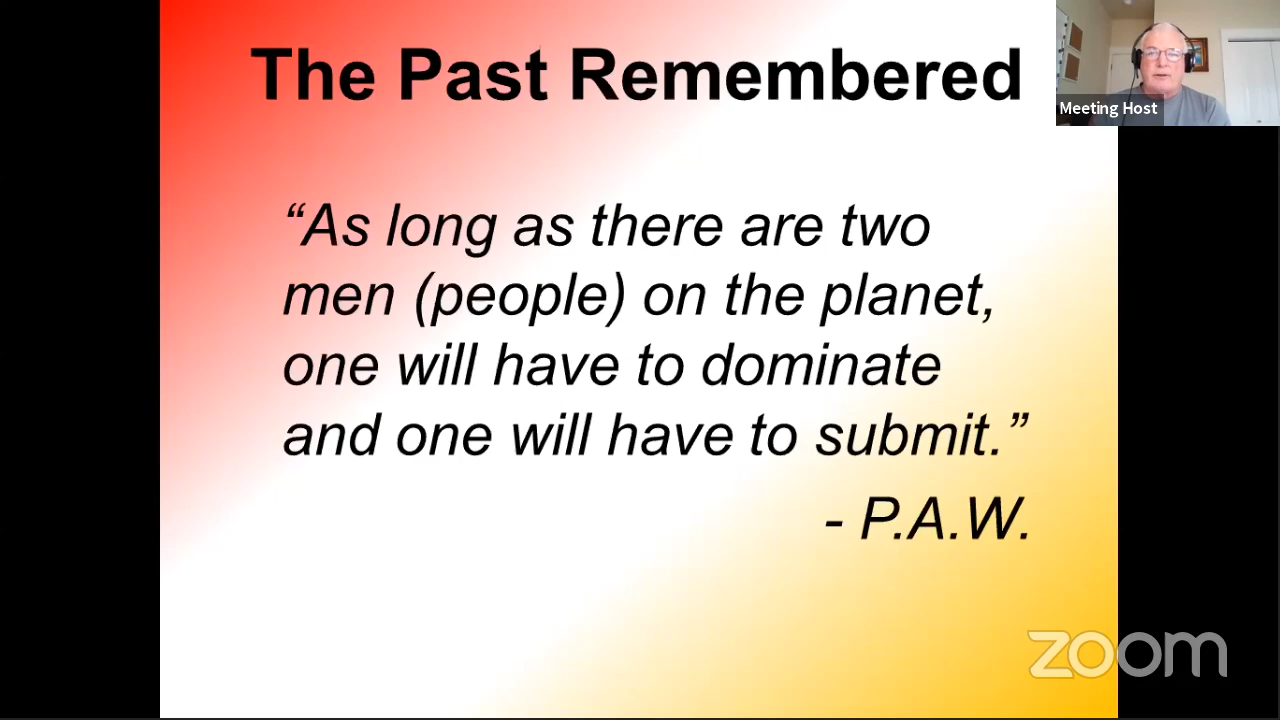 The Past Remembered
Meeting Host
“As long as there are two
men (people) on the planet,
one will have to dominate
and one will have to submit.”
- P.A.W.
zoom